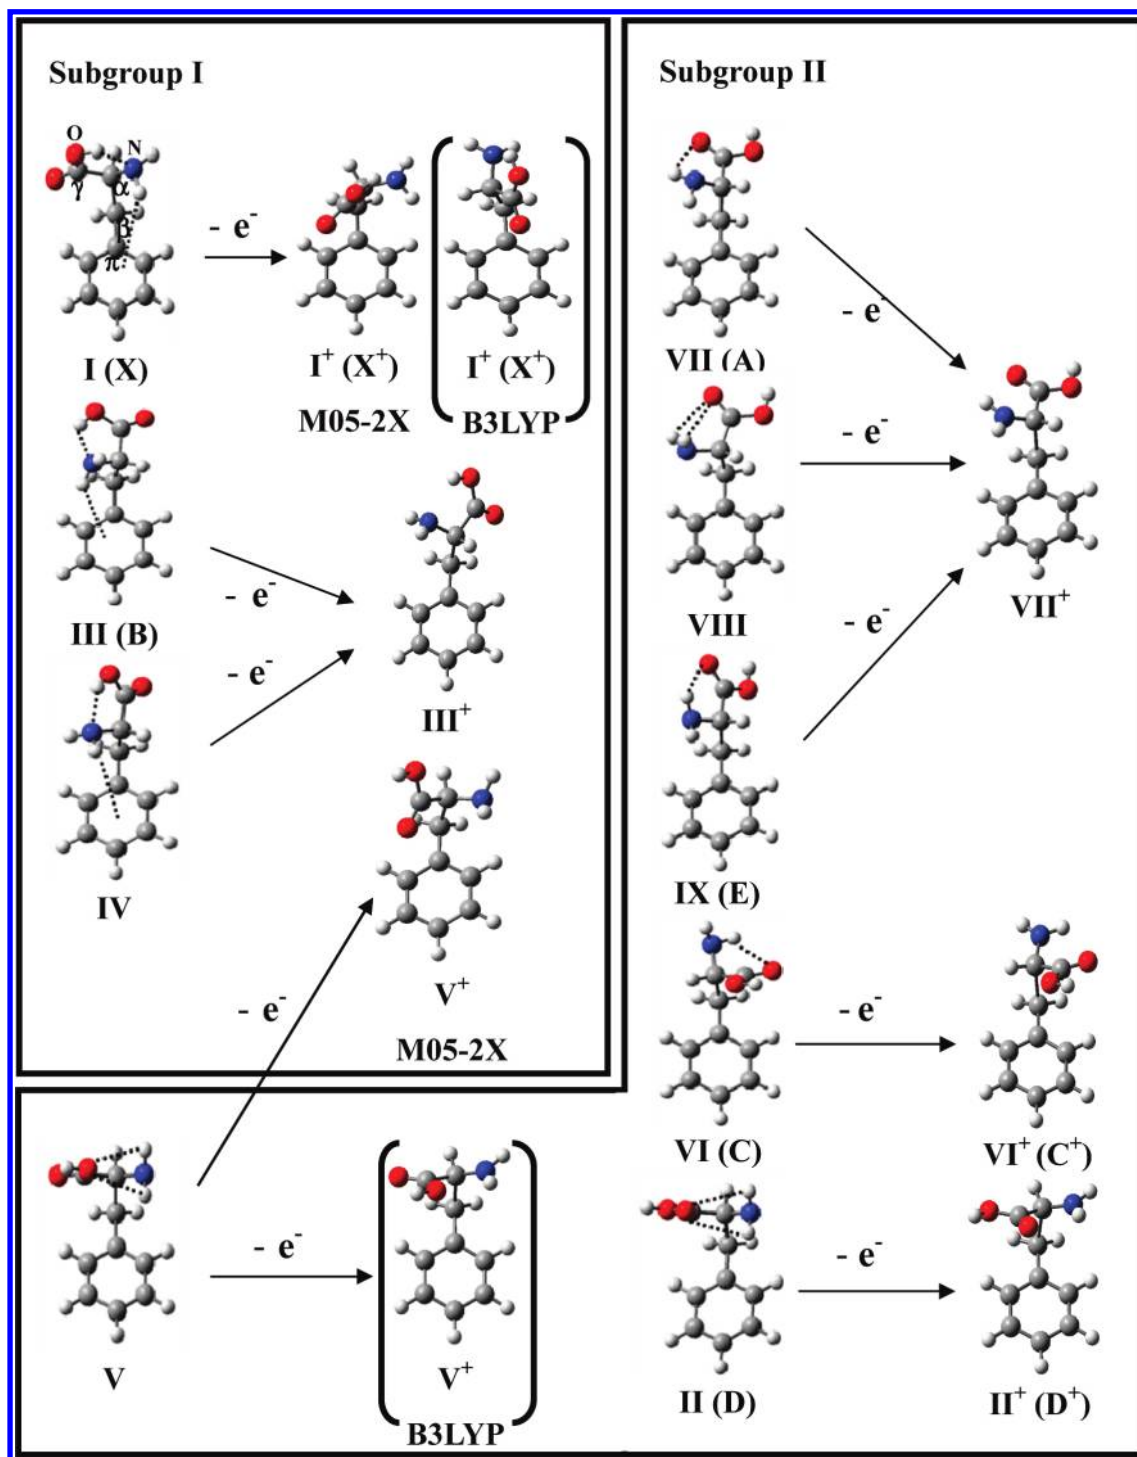 Subgroup I
O
N
γ
α
β
π
- e-
I (X)
I+ (X+)
M05-2X
I+ (X+)
B3LYP
III (B)
- e-
- e-
III+
IV
V+
M05-2X
- e-
V
- e-
V+
B3LYP
Subgroup II
VII (A)
- e-
VIII
- e-
VII+
- e-
IX (E)
VI (C)
- e-
VI+ (C+)
II (D)
- e-
II+ (D+)